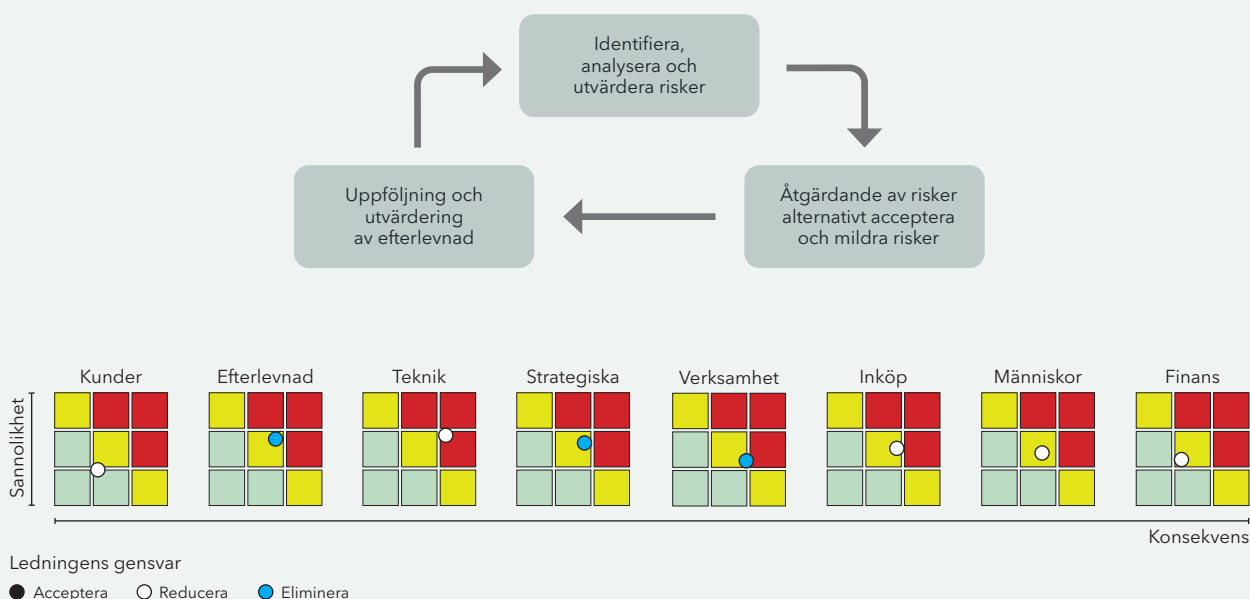 Identifiera,
analysera och
utvärdera risker
Uppföljning och
utvärdering
av efterlevnad
Åtgärdande av risker
alternativt acceptera
och mildra risker
Kunder
Efterlevnad
Teknik
Strategiska
Verksamhet
Inköp
Människor
Finans
Sannolikhet
Konsekvens
Ledningens gensvar
Acceptera
Reducera
Eliminera